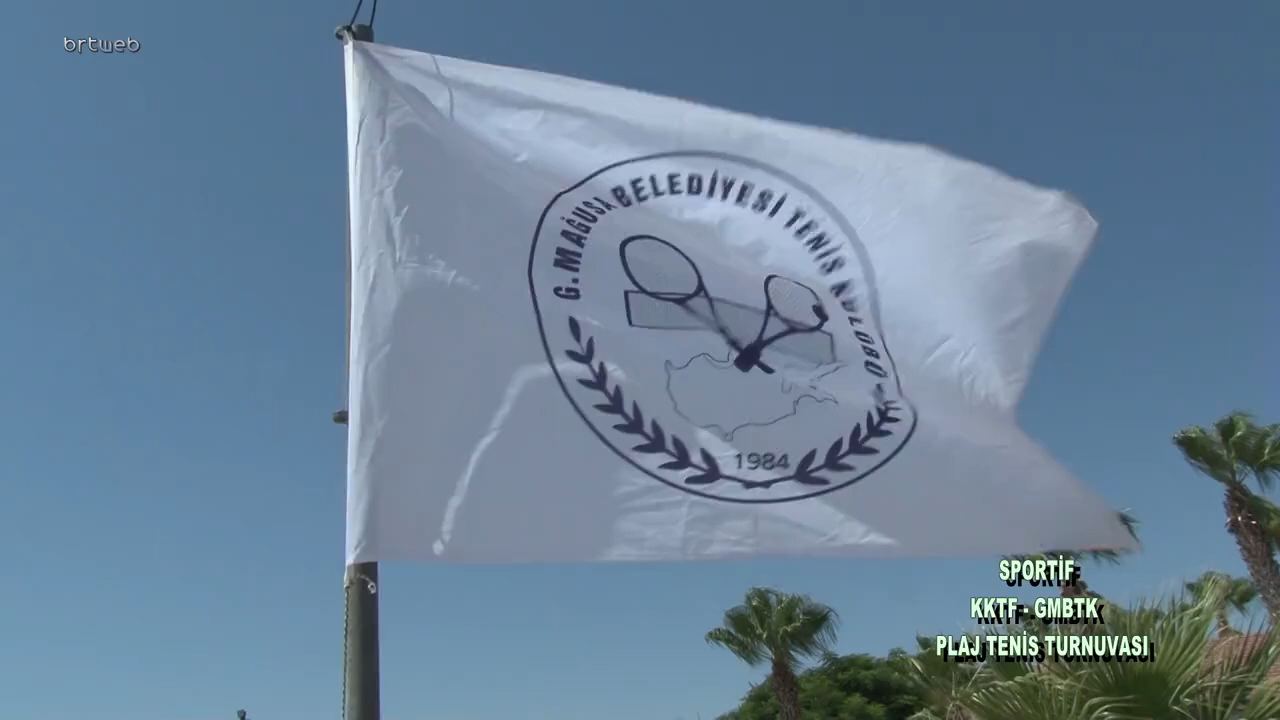 brtweb
G. MAĞUSA BELEDİYESİ TENİS KULÜBÜ
1984
SPORTİF
KKTF - GMBTK
PLAJ TENİS TURNUVASI